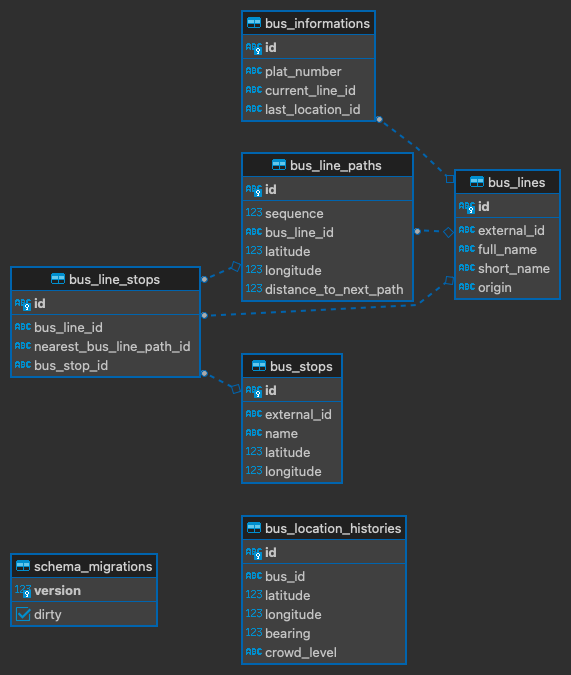 bus_informations
ABC id
ABC plat_number
ABC current_line_id
ABC last_location_id
bus_line_paths
ABC id
123 sequence
ABC bus_line_id
123 latitude
123 longitude
123 distance_to_next_path
bus_lines
ABC id
ABC external_id
ABC full_name
ABC short_name
ABC origin
bus_line_stops
ABC id
ABC bus_line_id
ABC nearest_bus_line_path_id
ABC bus_stop_id
bus_stops
ABC id
ABC external_id
ABC name
123 latitude
123 longitude
bus_location_histories
ABC id
ABC bus_id
123 latitude
123 longitude
123 bearing
ABC crowd_level
schema_migrations
123 version
dirty